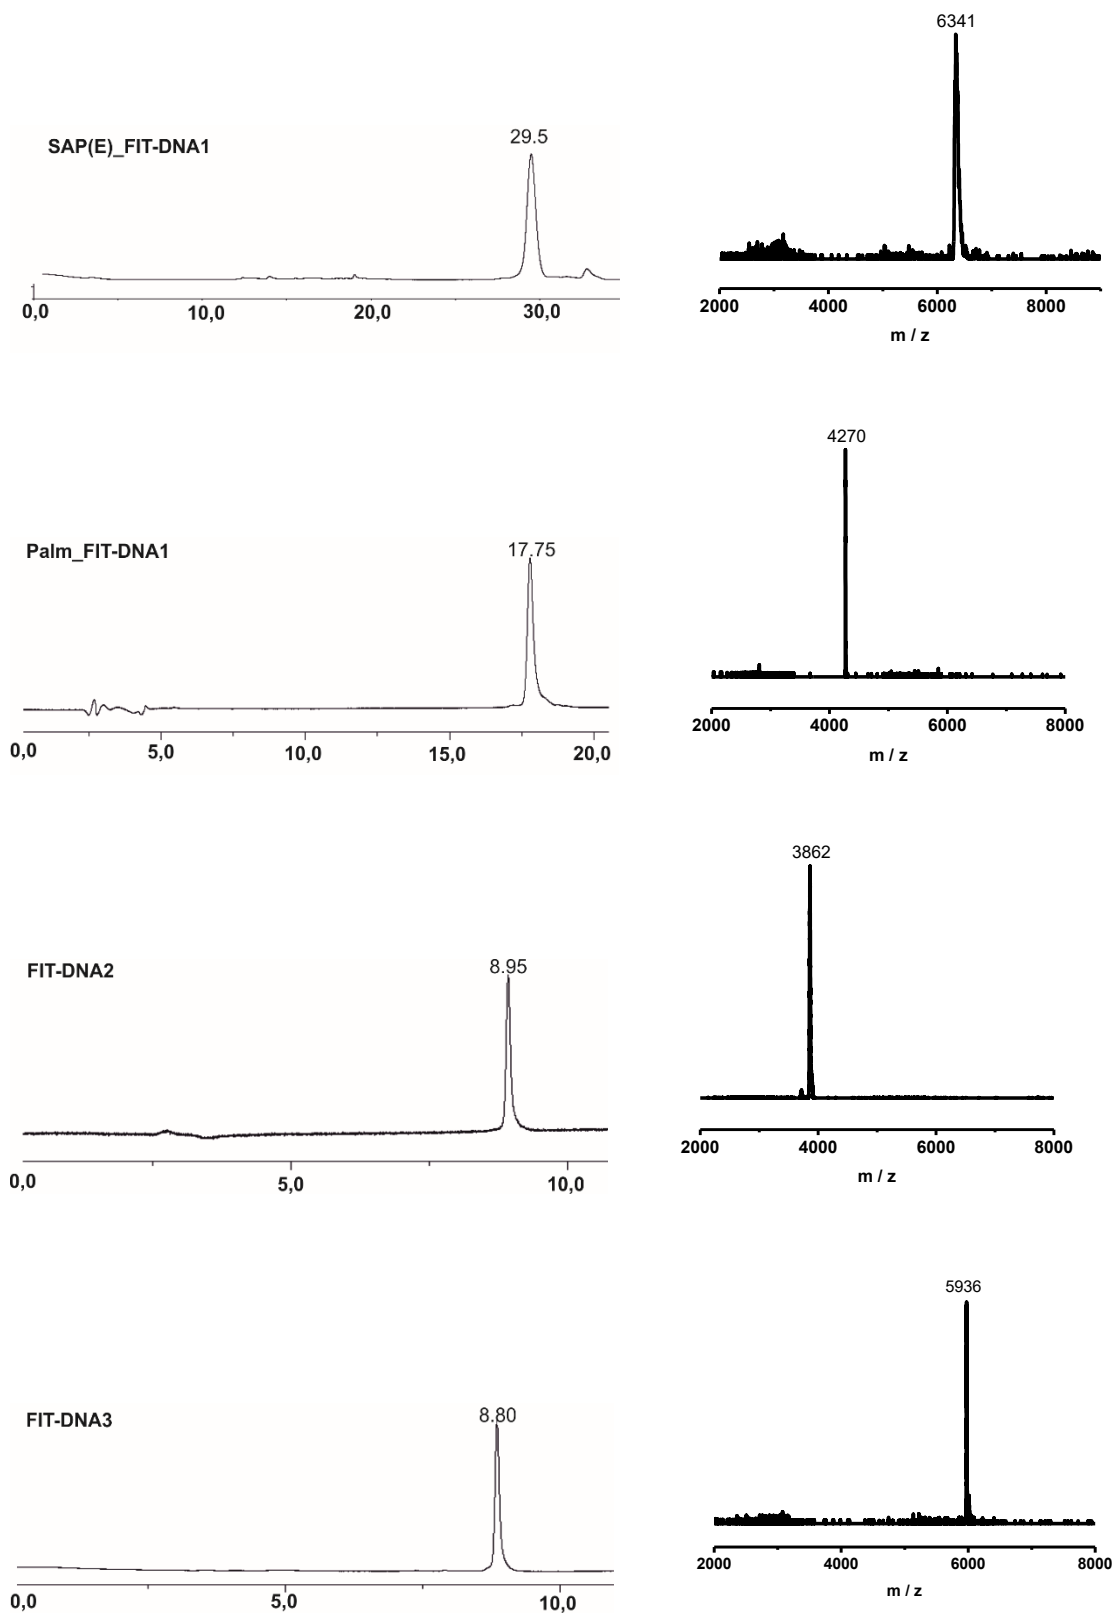 6341
SAP(E)_FIT-DNA1
29.5
0,0 10,0 20,0 30,0
2000 4000 6000 8000
m / z
4270
Palm_FIT-DNA1
17.75
0,0 5,0 10,0 15,0 20,0
2000 4000 6000 8000
m / z
3862
FIT-DNA2
8.95
0,0 5,0 10,0
2000 4000 6000 8000
m / z
5936
FIT-DNA3
8.80
0,0 5,0 10,0
2000 4000 6000 8000
m / z